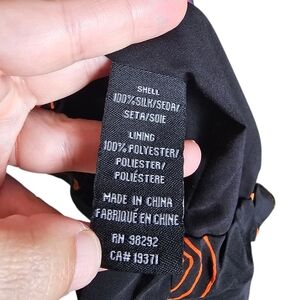 SHELL
100%SILK/SEDA/
SETA/SOIE
LINING
100% POLYESTER/
POLIESTER/
POLIÉSTERE
MADE IN CHINA
FABRIQUÉ EN CHINE
RN 98292
CA# 19371